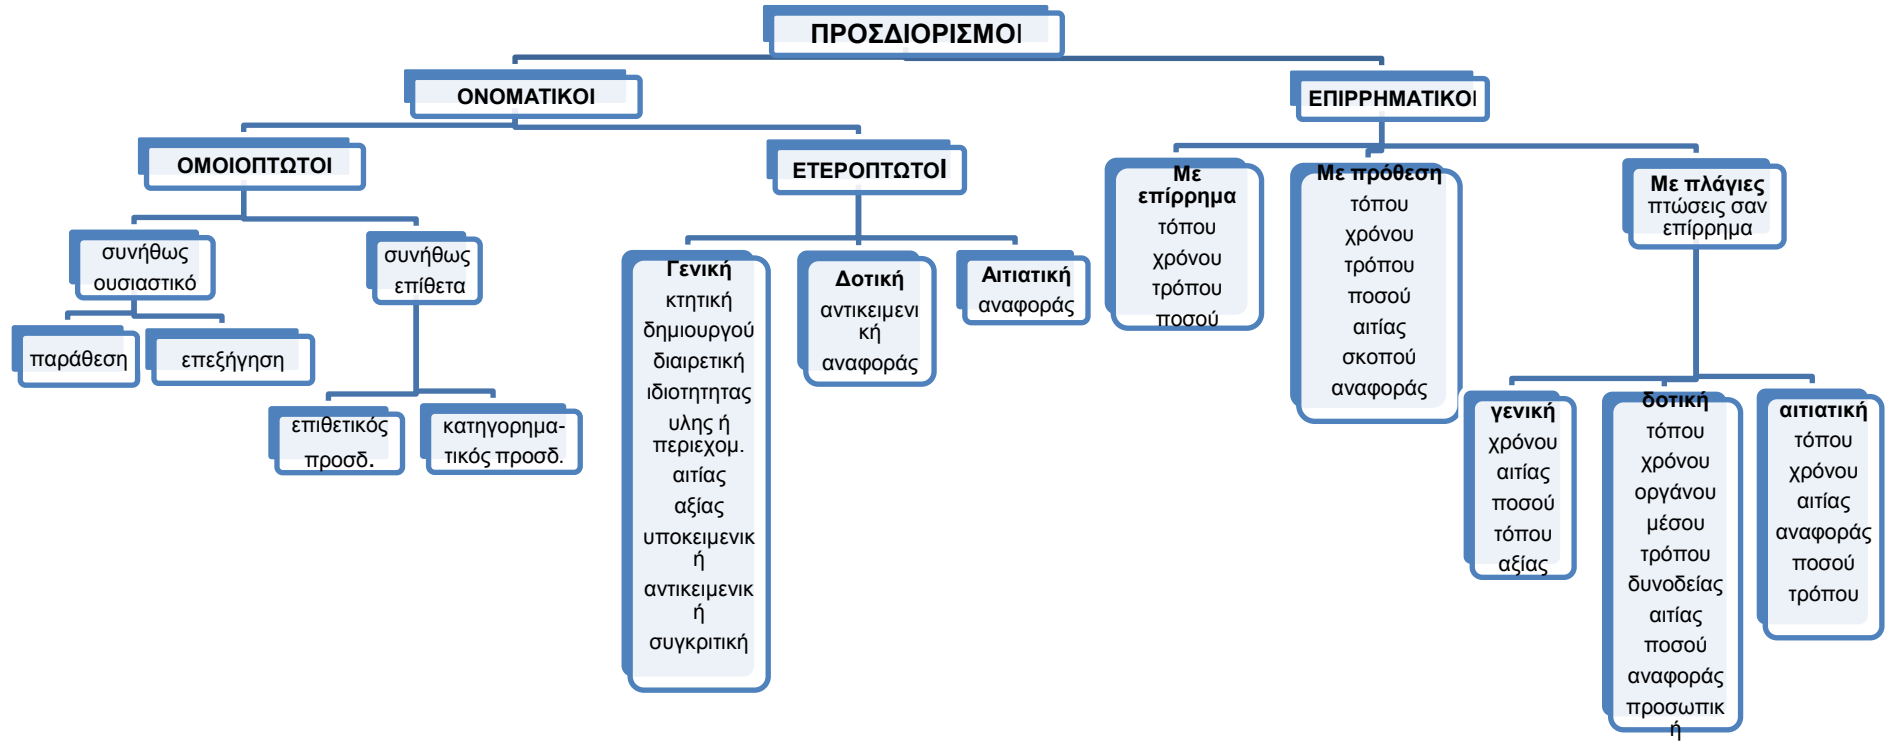 ΠΡΟΣΔΙΟΡΙΣΜΟΙ
ΟΝΟΜΑΤΙΚΟΙ
ΕΠΙΡΡΗΜΑΤΙΚΟΙ
ΟΜΟΙΟΠΤΩΤΟΙ
ΕΤΕΡΟΠΤΩΤΟΙ
συνήθως
ουσιαστικό
συνήθως
επίθετα
παράθεση
επεξήγηση
επιθετικός
προσδ.
κατηγορημα-
τικός προσδ.
Γενική
κτητική
δημιουργού
διαιρετική
ιδιοτητητας
υλης ή
περιεχομ.
αιτίας
αξίας
υποκειμενικ
ή
αντικειμενικ
ή
συγκριτική
Δοτική
αντικειμενι
κή
αναφοράς
Αιτιατική
αναφοράς
Με
επίρρημα
τόπου
χρόνου
τρόπου
ποσού
Με πρόθεση
τόπου
χρόνου
τρόπου
ποσού
αιτίας
σκοπού
αναφοράς
Με πλάγιες
πτώσεις σαν
επίρρημα
γενική
χρόνου
αιτίας
ποσού
τόπου
αξίας
δοτική
τόπου
χρόνου
οργάνου
μέσου
τρόπου
δυνοδείας
αιτίας
ποσού
αναφοράς
προσωπικ
ή
αιτιατική
τόπου
χρόνου
αιτίας
αναφοράς
ποσού
τρόπου